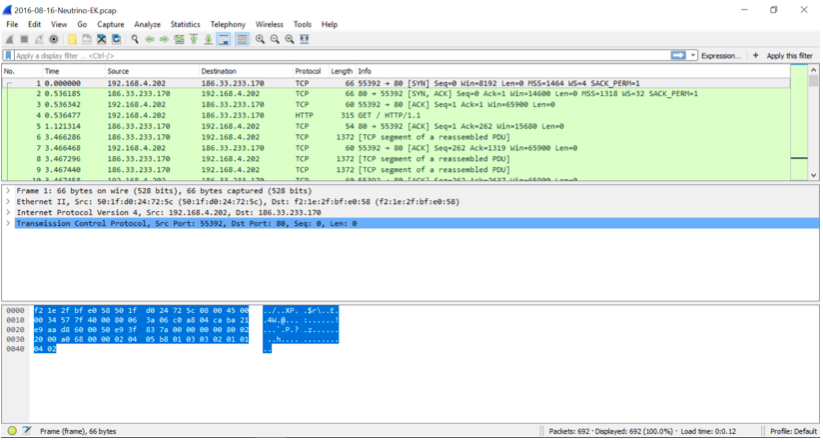 2016-08-16-Neutrino-EK.pcap
File Edit View Go Capture Analyze Statistics Telephony Wireless Tools Help
Apply a display filter ... <Ctrl-/> Expression... + Apply this filter
No. Time Source Destination Protocol Length Info
1 0.000000 192.168.4.202 186.33.233.170 TCP 66 55392 → 80 [SYN] Seq=0 Win=8192 Len=0 MSS=1464 WS=4 SACK_PERM=1
2 0.536185 186.33.233.170 192.168.4.202 TCP 66 80 → 55392 [SYN, ACK] Seq=0 Ack=1 Win=14600 Len=0 MSS=1318 WS=32 SACK_PERM=1
3 0.536342 192.168.4.202 186.33.233.170 TCP 60 55392 → 80 [ACK] Seq=1 Ack=1 Win=65900 Len=0
4 0.536477 192.168.4.202 186.33.233.170 HTTP 315 GET / HTTP/1.1
5 1.121314 186.33.233.170 192.168.4.202 TCP 54 80 → 55392 [ACK] Seq=1 Ack=262 Win=15680 Len=0
6 3.466286 186.33.233.170 192.168.4.202 TCP 1372 [TCP segment of a reassembled PDU]
7 3.466468 192.168.4.202 186.33.233.170 TCP 60 55392 → 80 [ACK] Seq=262 Ack=1319 Win=65900 Len=0
8 3.467296 186.33.233.170 192.168.4.202 TCP 1372 [TCP segment of a reassembled PDU]
9 3.467440 186.33.233.170 192.168.4.202 TCP 1372 [TCP segment of a reassembled PDU]
Frame 1: 66 bytes on wire (528 bits), 66 bytes captured (528 bits)
Ethernet II, Src: 50:1f:d0:24:72:5c (50:1f:d0:24:72:5c), Dst: f2:1e:2f:bf:e0:58 (f2:1e:2f:bf:e0:58)
Internet Protocol Version 4, Src: 192.168.4.202, Dst: 186.33.233.170
Transmission Control Protocol, Src Port: 55392, Dst Port: 80, Seq: 0, Len: 0
0000 f2 1e 2f bf e0 58 50 1f d0 24 72 5c 08 00 45 00 ../..XP. .$r\..E.
0010 00 34 57 7f 40 00 80 06 3a 06 c0 a8 04 ca ba 21 .4W.@... :......!
0020 e9 aa d8 60 00 50 e9 3f 83 7a 00 00 00 00 80 02 ...`.P.? .z......
0030 20 00 a0 68 00 00 02 04 05 b8 01 03 03 02 01 01 ..h.... ........
0040 04 02 ..
Frame (frame), 66 bytes Packets: 692 · Displayed: 692 (100.0%) · Load time: 0:0.12 Profile: Default